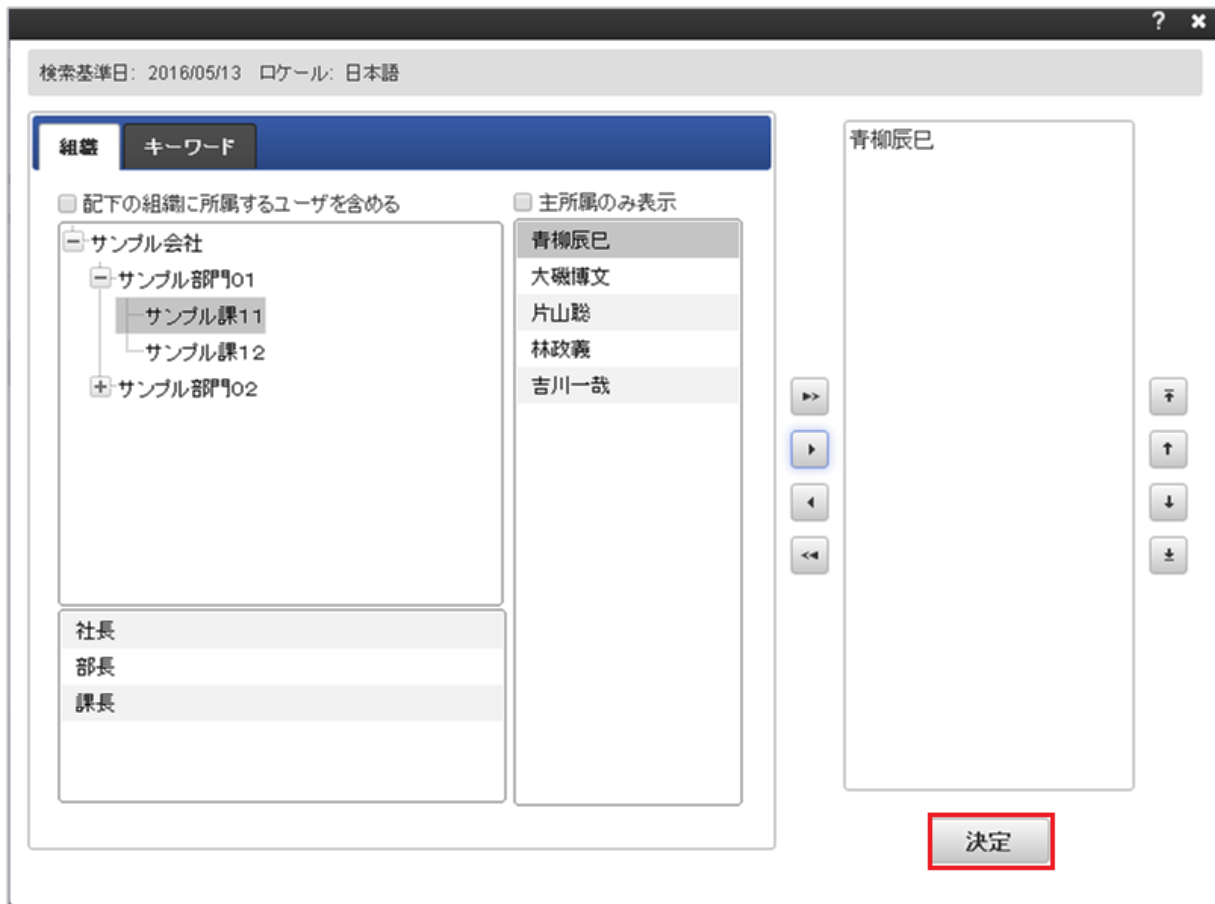 検索基準日: 2016/05/13 ロケール: 日本語
組織 キーワード
配下の組織に所属するユーザを含める
サンプル会社
サンプル部門01
サンプル課11
サンプル課12
サンプル部門02
社長
部長
課長
主所属のみ表示
青柳辰巳
大磯博文
片山聡
林政義
吉川一哉
青柳辰巳
決定